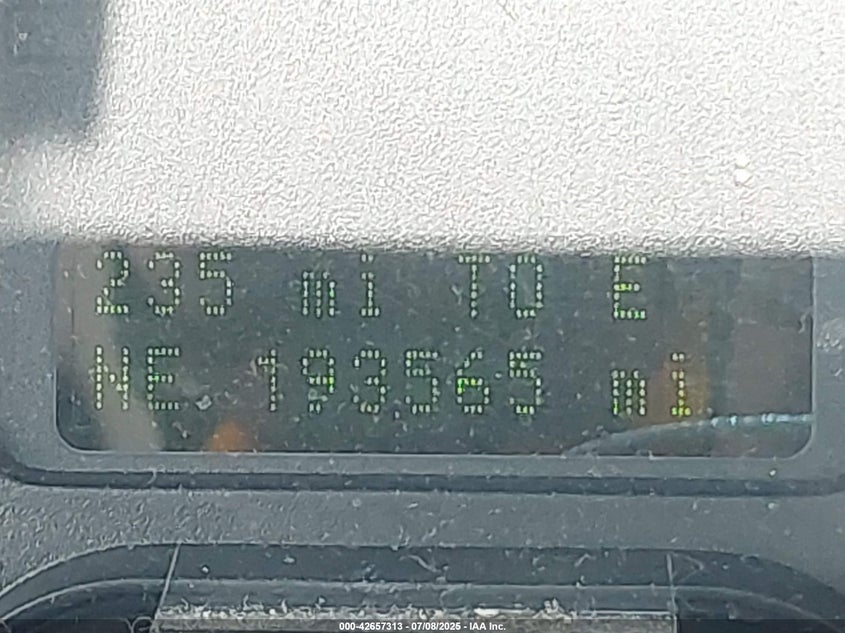 235 mi TO E
NE 193565 mi
000-42657313 - 07/08/2025 - IAA Inc.